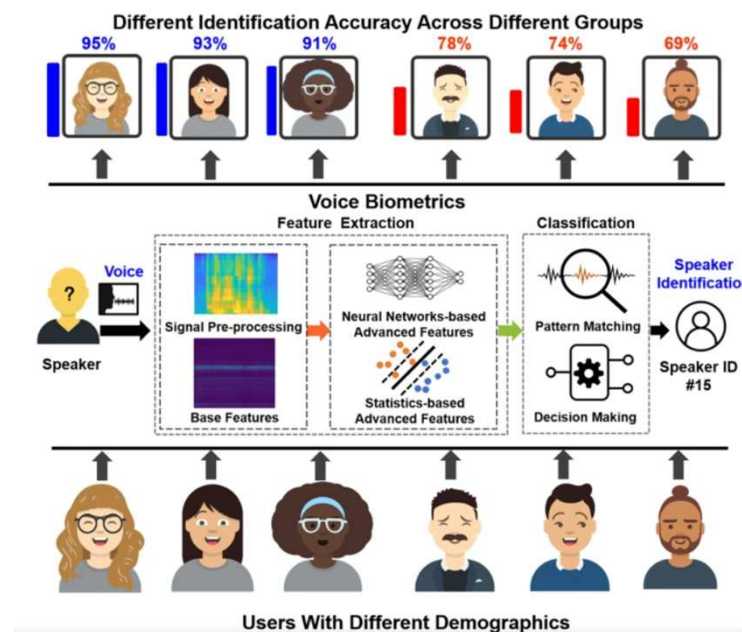 Different Identification Accuracy Across Different Groups
95% 93% 91% 78% 74% 69%
Voice Biometrics
Feature Extraction
Classification
Voice
?
Speaker
Signal Pre-processing
Base Features
Neural Networks-based
Advanced Features
Statistics-based
Advanced Features
Pattern Matching
Decision Making
Speaker
Identificatio
Speaker ID
#15
Users With Different Demographics